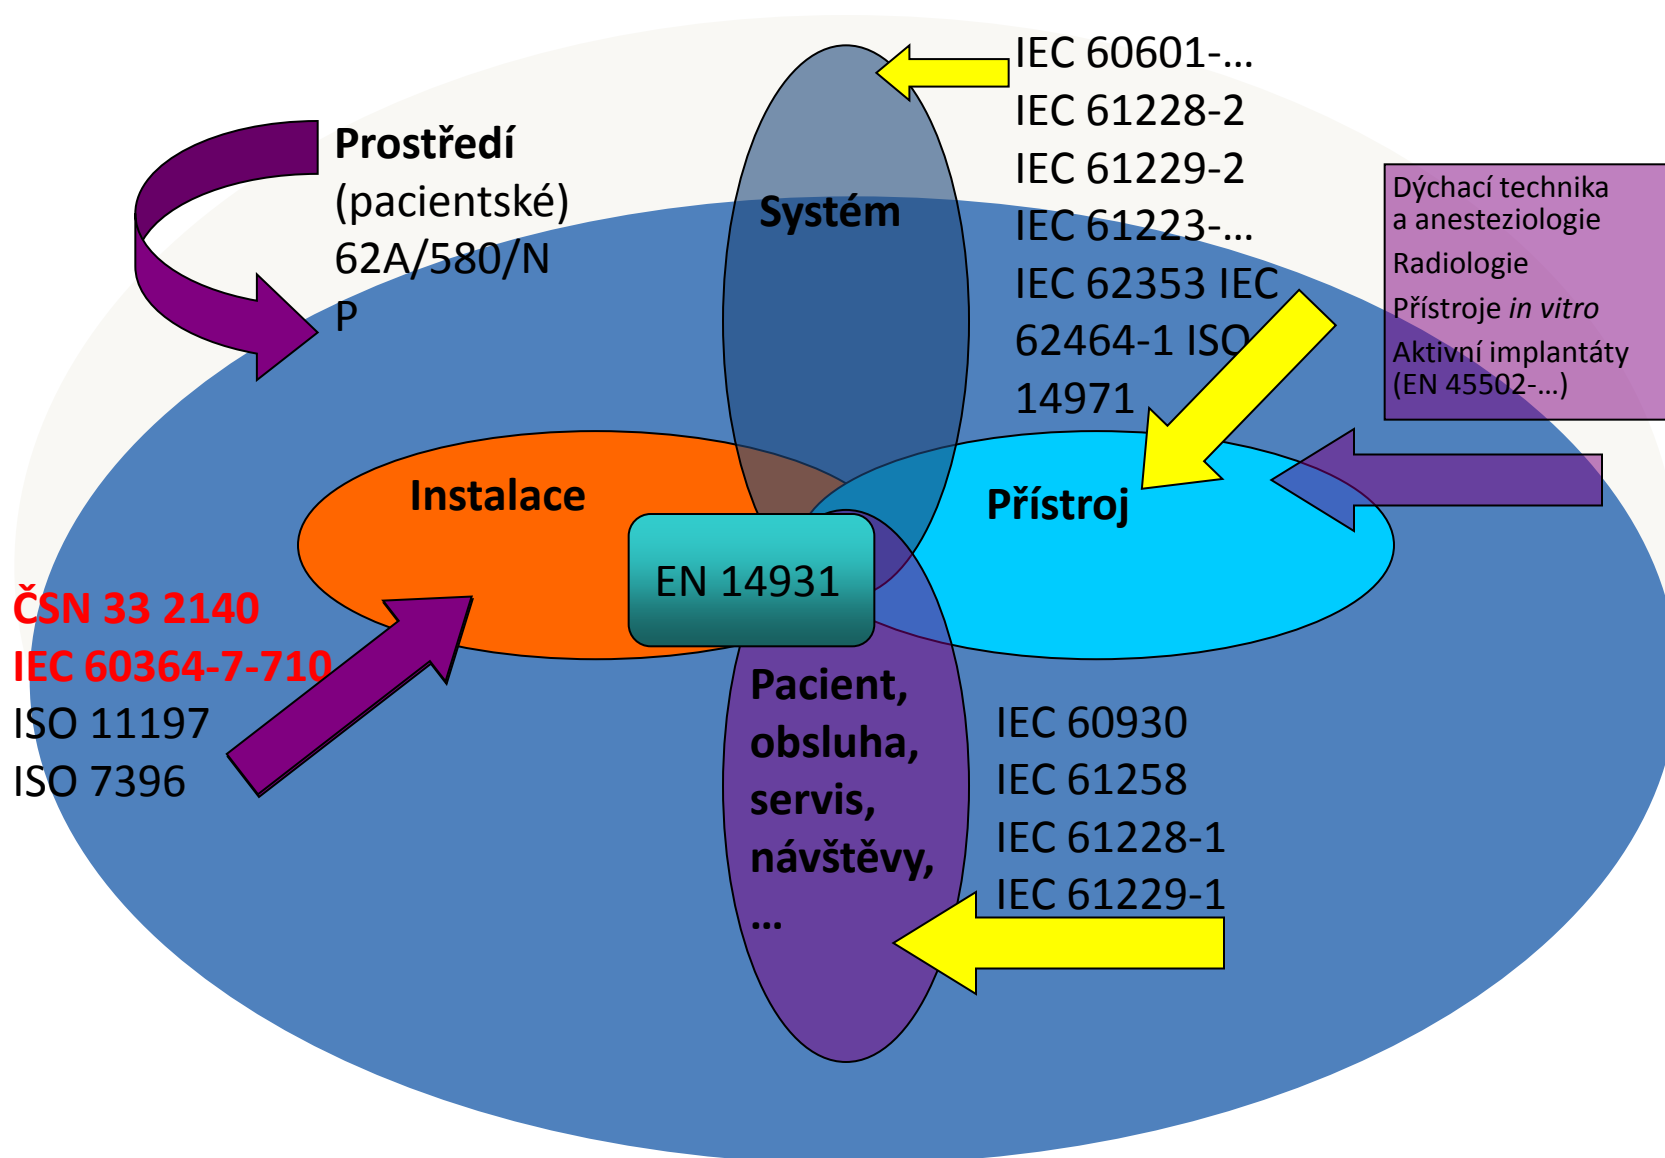 IEC 60601-...
IEC 61228-2
IEC 61229-2
IEC 61223-...
IEC 62353 IEC
62464-1 ISO
14971
Prostředí
(pacientské)
62A/580/N
P
Systém
Dýchací technika
a anesteziologie
Radiologie
Přístroje in vitro
Aktivní implantáty
(EN 45502-...)
Instalace
Přístroj
EN 14931
ČSN 33 2140
IEC 60364-7-710
ISO 11197
ISO 7396
Pacient,
obsluha,
servis,
návštěvy,
...
IEC 60930
IEC 61258
IEC 61228-1
IEC 61229-1